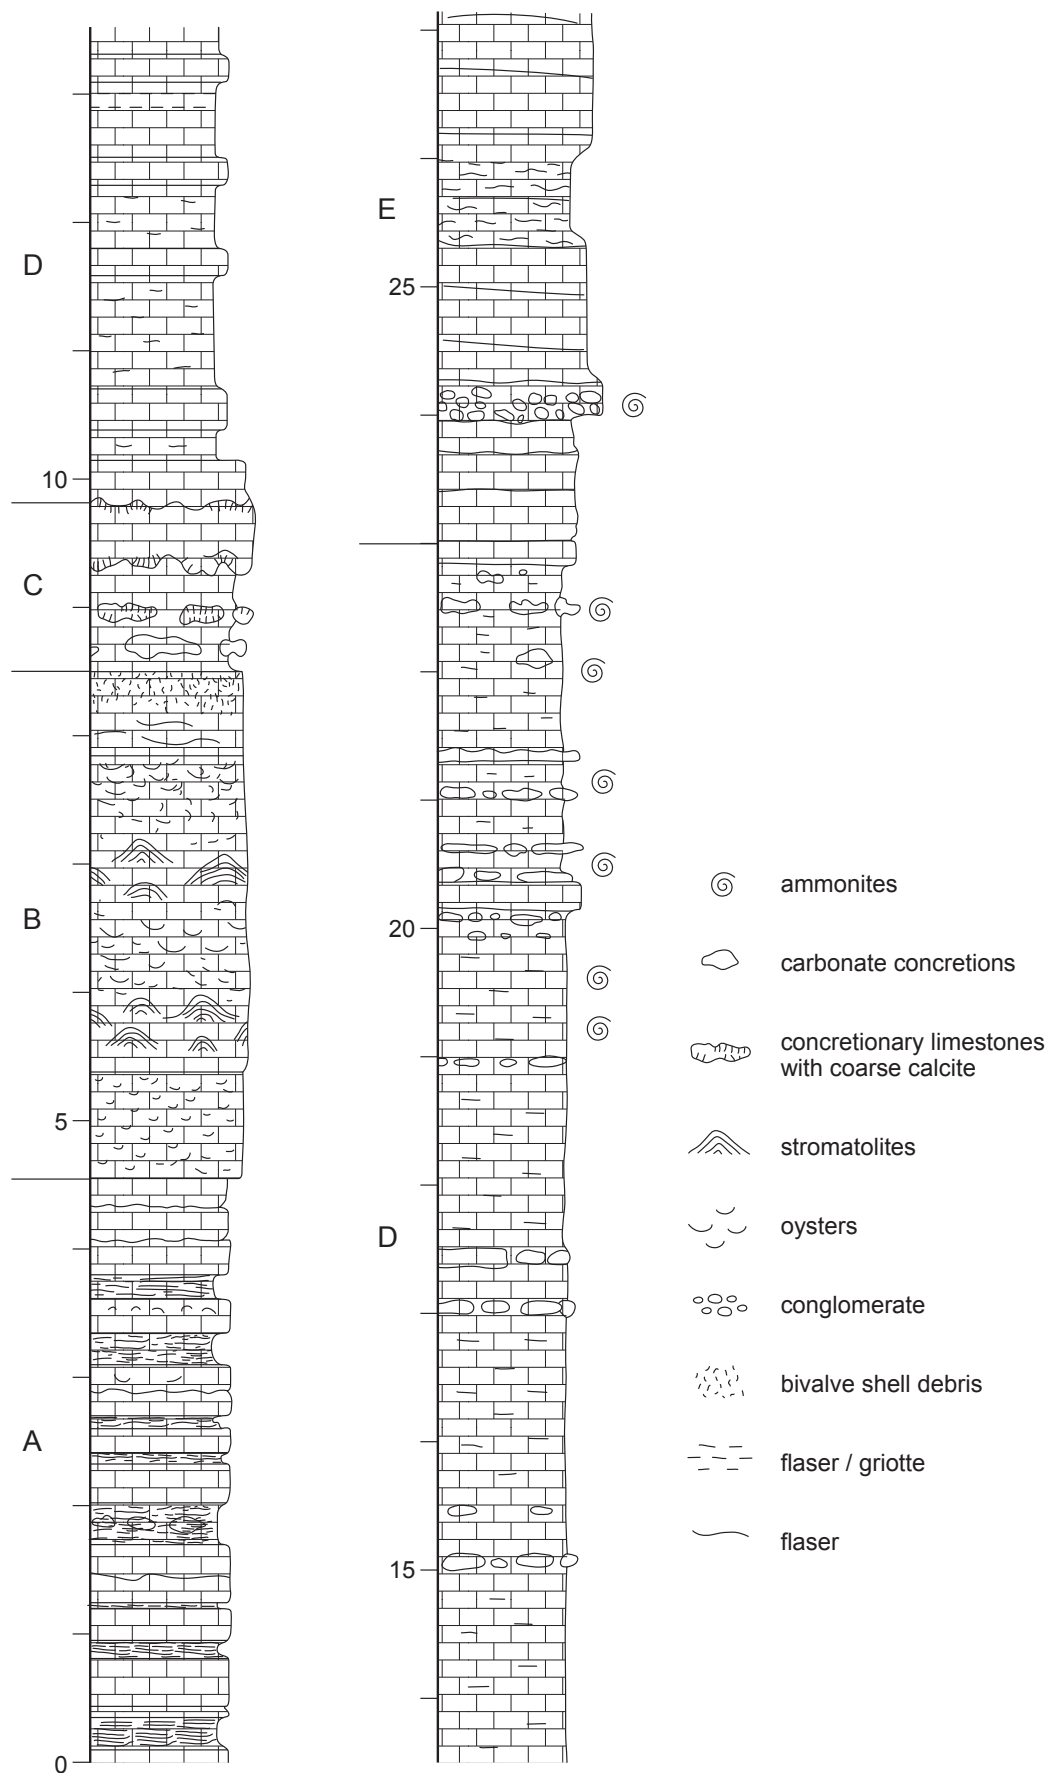 D
10
C
B
5
A
0
E
25
20
D
15
ammonites
carbonate concretions
concretionary limestones
with coarse calcite
stromatolites
oysters
conglomerate
bivalve shell debris
flaser / griotte
flaser